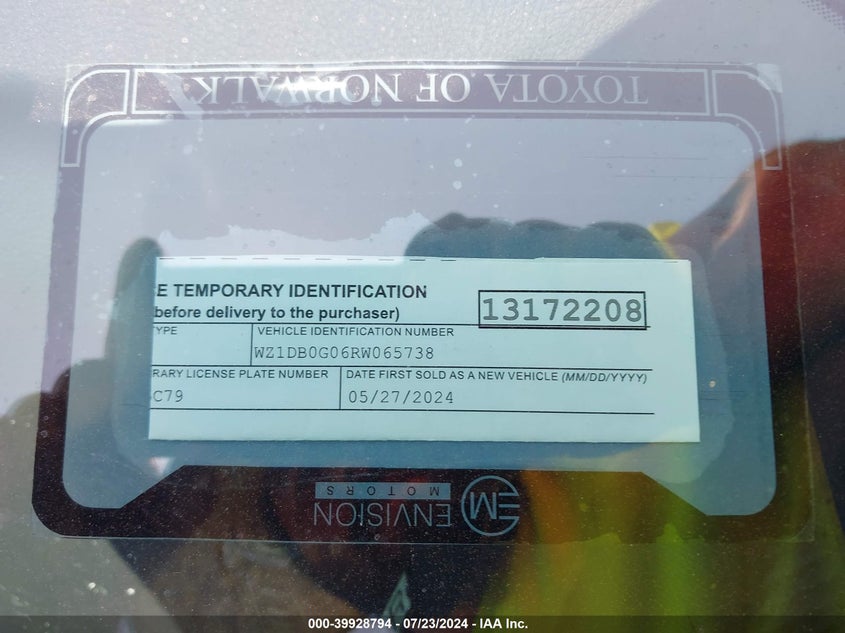 TOYOTA OF NORWALK
E TEMPORARY IDENTIFICATION
before delivery to the purchaser)
13172208
TYPE
VEHICLE IDENTIFICATION NUMBER
WZ1DB0G06RW065738
RARY LICENSE PLATE NUMBER
DATE FIRST SOLD AS A NEW VEHICLE (MM/DD/YYYY)
C79
05/27/2024
EM ENVISION
MOTORS
000-39928794 - 07/23/2024 - IAA Inc.